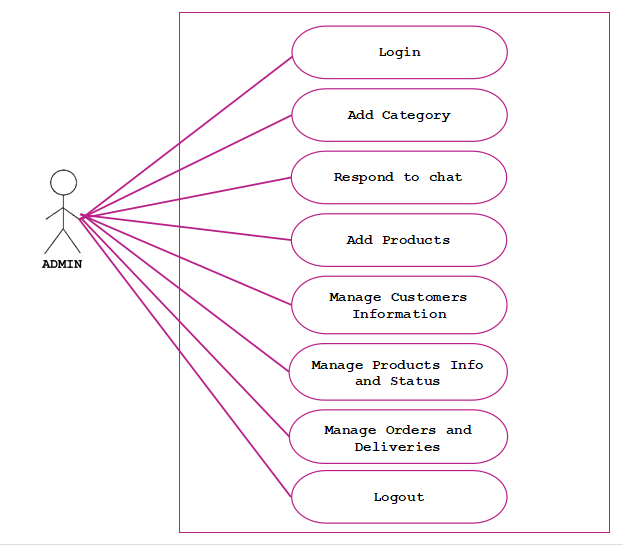 Login
Add Category
Respond to chat
ADMIN
Add Products
Manage Customers
Information
Manage Products Info
and Status
Manage Orders and
Deliveries
Logout